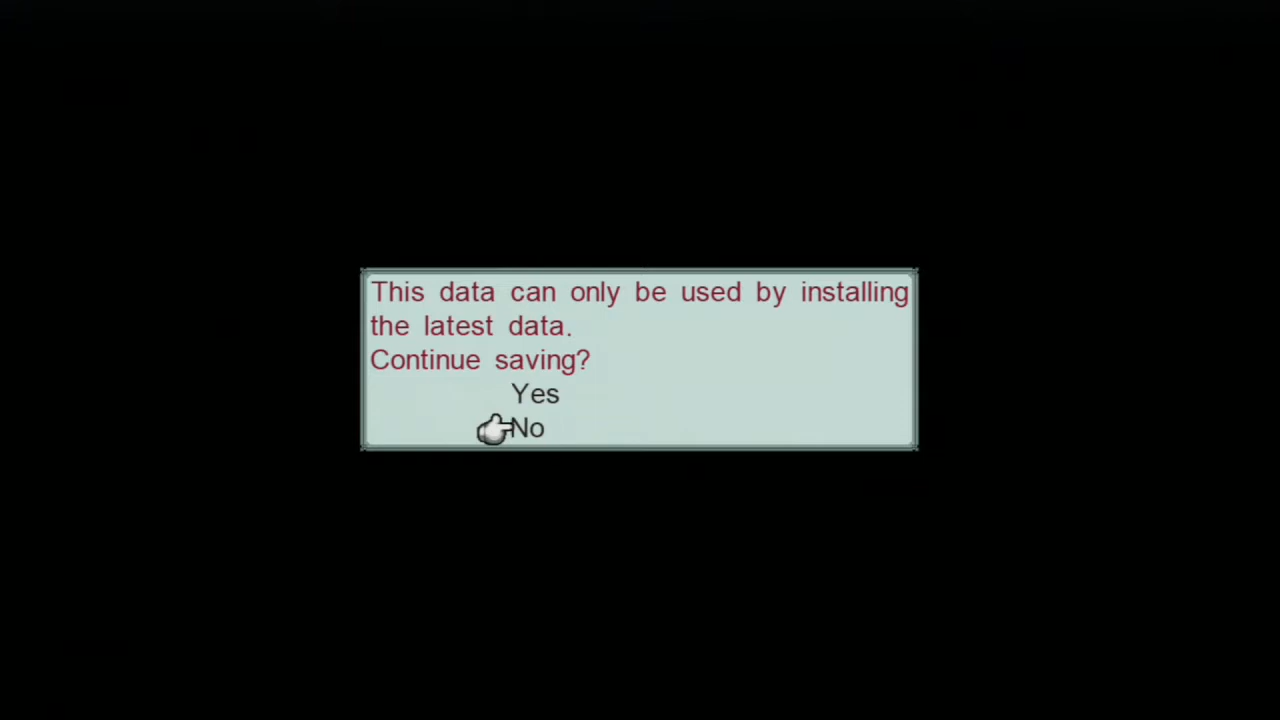 This data can only be used by installing
the latest data.
Continue saving?
Yes
No